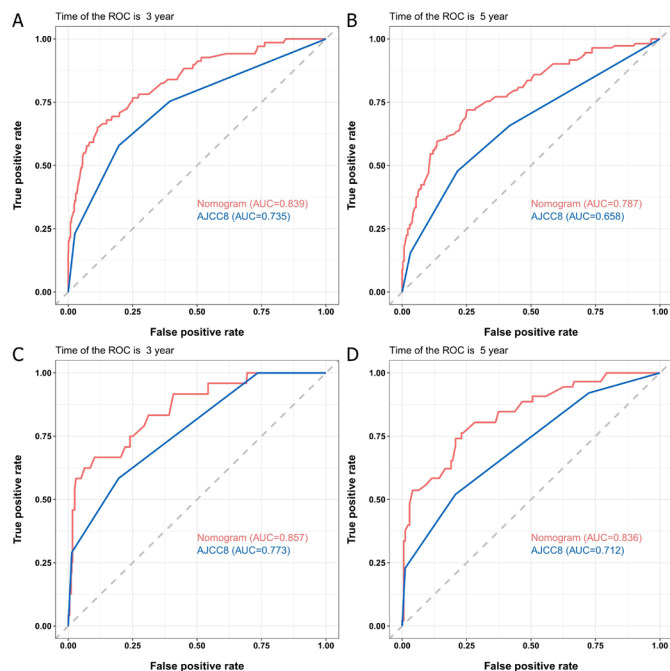 A
Time of the ROC is 3 year
True positive rate
1.00
0.75
0.50
0.25
0.00
Nomogram (AUC=0.839)
AJCC8 (AUC=0.735)
0.00 0.25 0.50 0.75 1.00
False positive rate
B
Time of the ROC is 5 year
True positive rate
1.00
0.75
0.50
0.25
0.00
Nomogram (AUC=0.787)
AJCC8 (AUC=0.658)
0.00 0.25 0.50 0.75 1.00
False positive rate
C
Time of the ROC is 3 year
True positive rate
1.00
0.75
0.50
0.25
0.00
Nomogram (AUC=0.857)
AJCC8 (AUC=0.773)
0.00 0.25 0.50 0.75 1.00
False positive rate
D
Time of the ROC is 5 year
True positive rate
1.00
0.75
0.50
0.25
0.00
Nomogram (AUC=0.836)
AJCC8 (AUC=0.712)
0.00 0.25 0.50 0.75 1.00
False positive rate